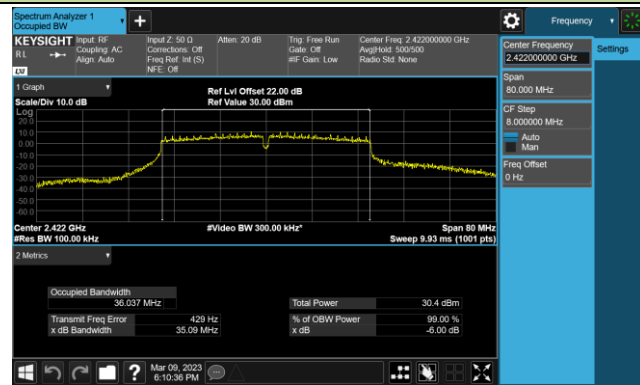 Spectrum Analyzer 1
Occupied BW
+
Frequency
KEYSIGHT
RL
LXI
Input: RF
Coupling: AC
Align: Auto
Input Z: 50 Ω
Corrections: Off
Freq Ref: Int (S)
NFE: Off
Atten: 20 dB
Trig: Free Run
Gate: Off
#IF Gain: Low
Center Freq: 2.422000000 GHz
Avg|Hold: 500/500
Radio Std: None
Center Frequency
2.422000000 GHz
Settings
Span
80.000 MHz
CF Step
8.000000 MHz
Auto
Man
Freq Offset
0 Hz
1 Graph
Scale/Div 10.0 dB
Ref Lvl Offset 22.00 dB
Ref Value 30.00 dBm
Log
20.0
10.0
0.00
-10.0
-20.0
-30.0
-40.0
-50.0
-60.0
Center 2.422 GHz
#Video BW 300.00 kHz*
Span 80 MHz
#Res BW 100.00 kHz
Sweep 9.93 ms (1001 pts)
2 Metrics
Occupied Bandwidth
36.037 MHz
Total Power 30.4 dBm
Transmit Freq Error 429 Hz
% of OBW Power 99.00 %
x dB Bandwidth 35.09 MHz
x dB -6.00 dB
?
Mar 09, 2023
6:10:36 PM